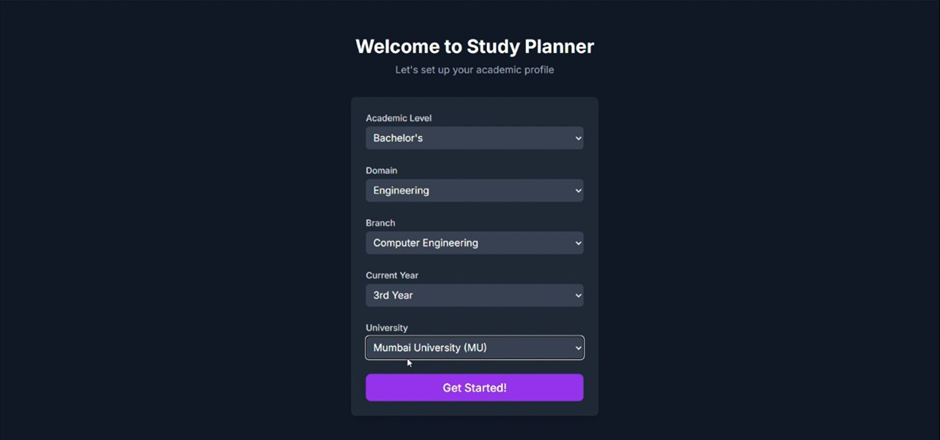 Welcome to Study Planner
Let's set up your academic profile
Academic Level
Bachelor's
Domain
Engineering
Branch
Computer Engineering
Current Year
3rd Year
University
Mumbai University (MU)
Get Started!